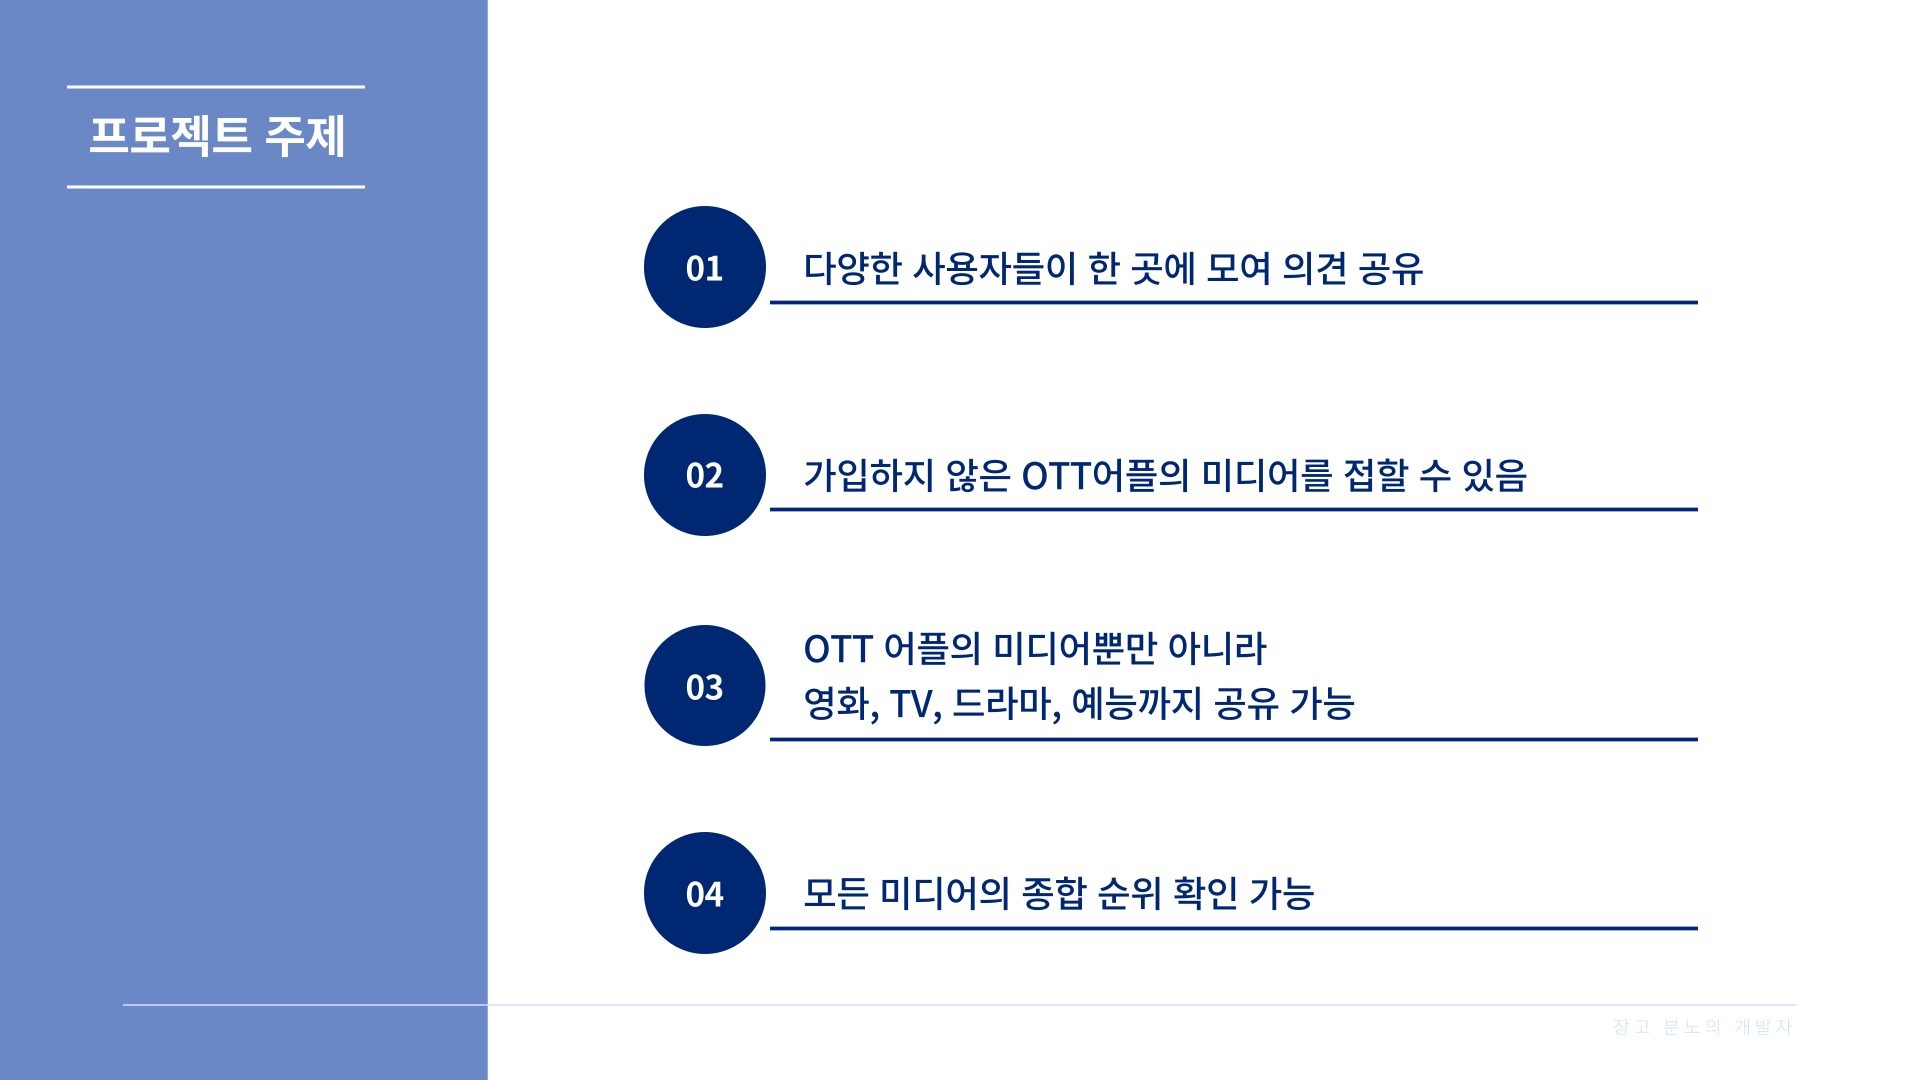 프로젝트 주제
01
다양한 사용자들이 한 곳에 모여 의견 공유
02
가입하지 않은 OTT어플의 미디어를 접할 수 있음
03
OTT 어플의 미디어뿐만 아니라
영화, TV, 드라마, 예능까지 공유 가능
04
모든 미디어의 종합 순위 확인 가능
장고 분노의 개발자